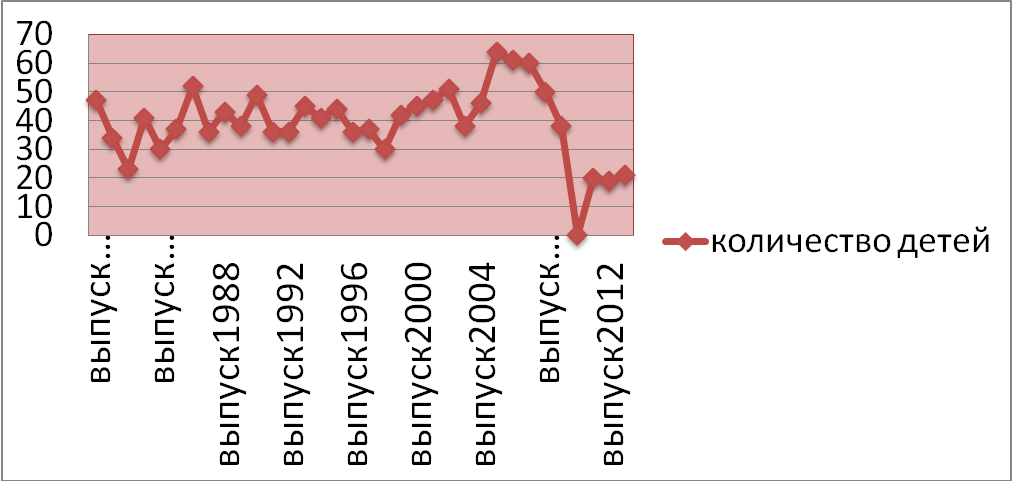 70
60
50
40
30
20
10
0
выпуск…
выпуск…
выпуск1988
выпуск1992
выпуск1996
выпуск2000
выпуск2004
выпуск…
выпуск2012
количество детей